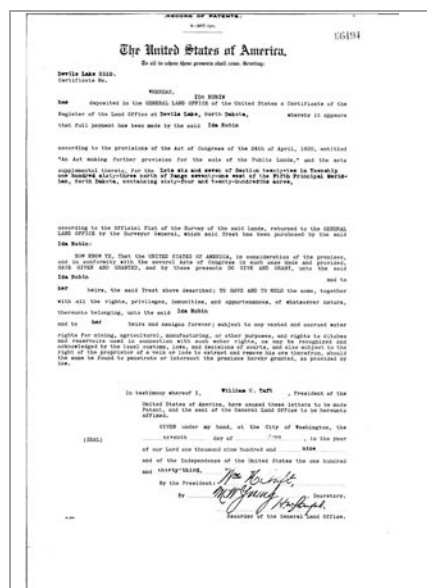 RECORD OF PATENTS.
66494
The United States of America,
To all to whom these presents shall come, Greeting:
Devils Lake
Certificate No.
WHEREAS,
Ida RUBIN
has deposited in the GENERAL LAND OFFICE of the United States a Certificate of the
Register of the Land Office at Devils Lake, North Dakota, whereby it appears
that full payment has been made by the said Ida Rubin
according to the provisions of the Act of Congress of the 24th of April, 1820, entitled
"An Act making further provision for the sale of the Public Lands," and the acts
supplemental thereto, for the Lots six and seven of Section twenty-two in Township
one hundred sixty-three north of Range seventy-one west of the Fifth Principal Meri-
dian, North Dakota, containing sixty-four and twenty-hundredths acres,
according to the Official Plat of the Survey of the said Lands, returned to the GENERAL
LAND OFFICE by the Surveyor General, which said Tract has been purchased by the said
Ida Rubin:
NOW KNOW YE, That the UNITED STATES OF AMERICA, in consideration of the premises,
and in conformity with the several Acts of Congress in such case made and provided,
HAVE GIVEN AND GRANTED, and by these presents DO GIVE AND GRANT, unto the said
Ida Rubin
and to
her heirs, the said Tract above described; TO HAVE AND TO HOLD the same, together
with all the rights, privileges, immunities, and appurtenances, of whatsoever nature,
thereunto belonging, unto the said Ida Rubin
and to her heirs and assigns forever; subject to any vested and accrued water
rights for mining, agricultural, manufacturing, or other purposes, and rights to ditches
and reservoirs used in connection with such water rights, as may be recognized and
acknowledged by the local customs, laws, and decisions of courts, and also subject to the
right of the proprietor of a vein or lode to extract and remove his ore therefrom, should
the same be found to penetrate or intersect the premises hereby granted, as provided by
law.
In testimony whereof I, William H. Taft, President of the
United States of America, have caused these letters to be made
Patent, and the seal of the General Land Office to be hereunto
affixed.
GIVEN under my hand, at the City of Washington, the
(SEAL)
seventh day of June, in the year
of our Lord one thousand nine hundred and nine
and of the Independence of the United States the one hundred
and thirty-third.
By the President: Wm H Taft
By M W Young, Secretary.
Recorder of the General Land Office.